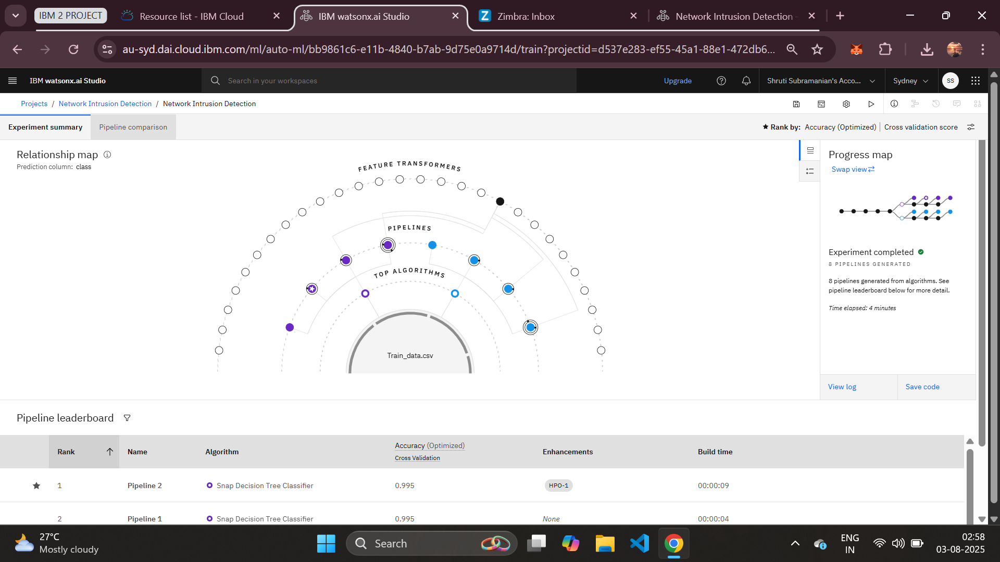 IBM 2 PROJECT
Resource list - IBM Cloud
IBM watsonx.ai Studio
Zimbra: Inbox
Network Intrusion Detection -
au-syd.dai.cloud.ibm.com/ml/auto-ml/bb9861c6-e11b-4840-b7ab-9d75e0a9714d/train?projectid=d537e283-ef55-45a1-88e1-472db6...
IBM watsonx.ai Studio
Search in your workspaces
Upgrade
Shruti Subramanian's Acco...
Sydney
SS
Projects / Network Intrusion Detection / Network Intrusion Detection
Experiment summary
Pipeline comparison
Rank by: Accuracy (Optimized) | Cross validation score
Relationship map
Prediction column: class
FEATURE TRANSFORMERS
PIPELINES
TOP ALGORITHMS
Train_data.csv
Progress map
Swap view
Experiment completed
8 PIPELINES GENERATED
8 pipelines generated from algorithms. See
pipeline leaderboard below for more detail.
Time elapsed: 4 minutes
View log
Save code
Pipeline leaderboard
Rank Name Algorithm Accuracy (Optimized) Enhancements Build time
Cross Validation
1 Pipeline 2 Snap Decision Tree Classifier 0.995 HPO-1 00:00:09
2 Pipeline 1 Snap Decision Tree Classifier 0.995 None 00:00:04
27°C
Mostly cloudy
Search
ENG
IN
02:58
03-08-2025